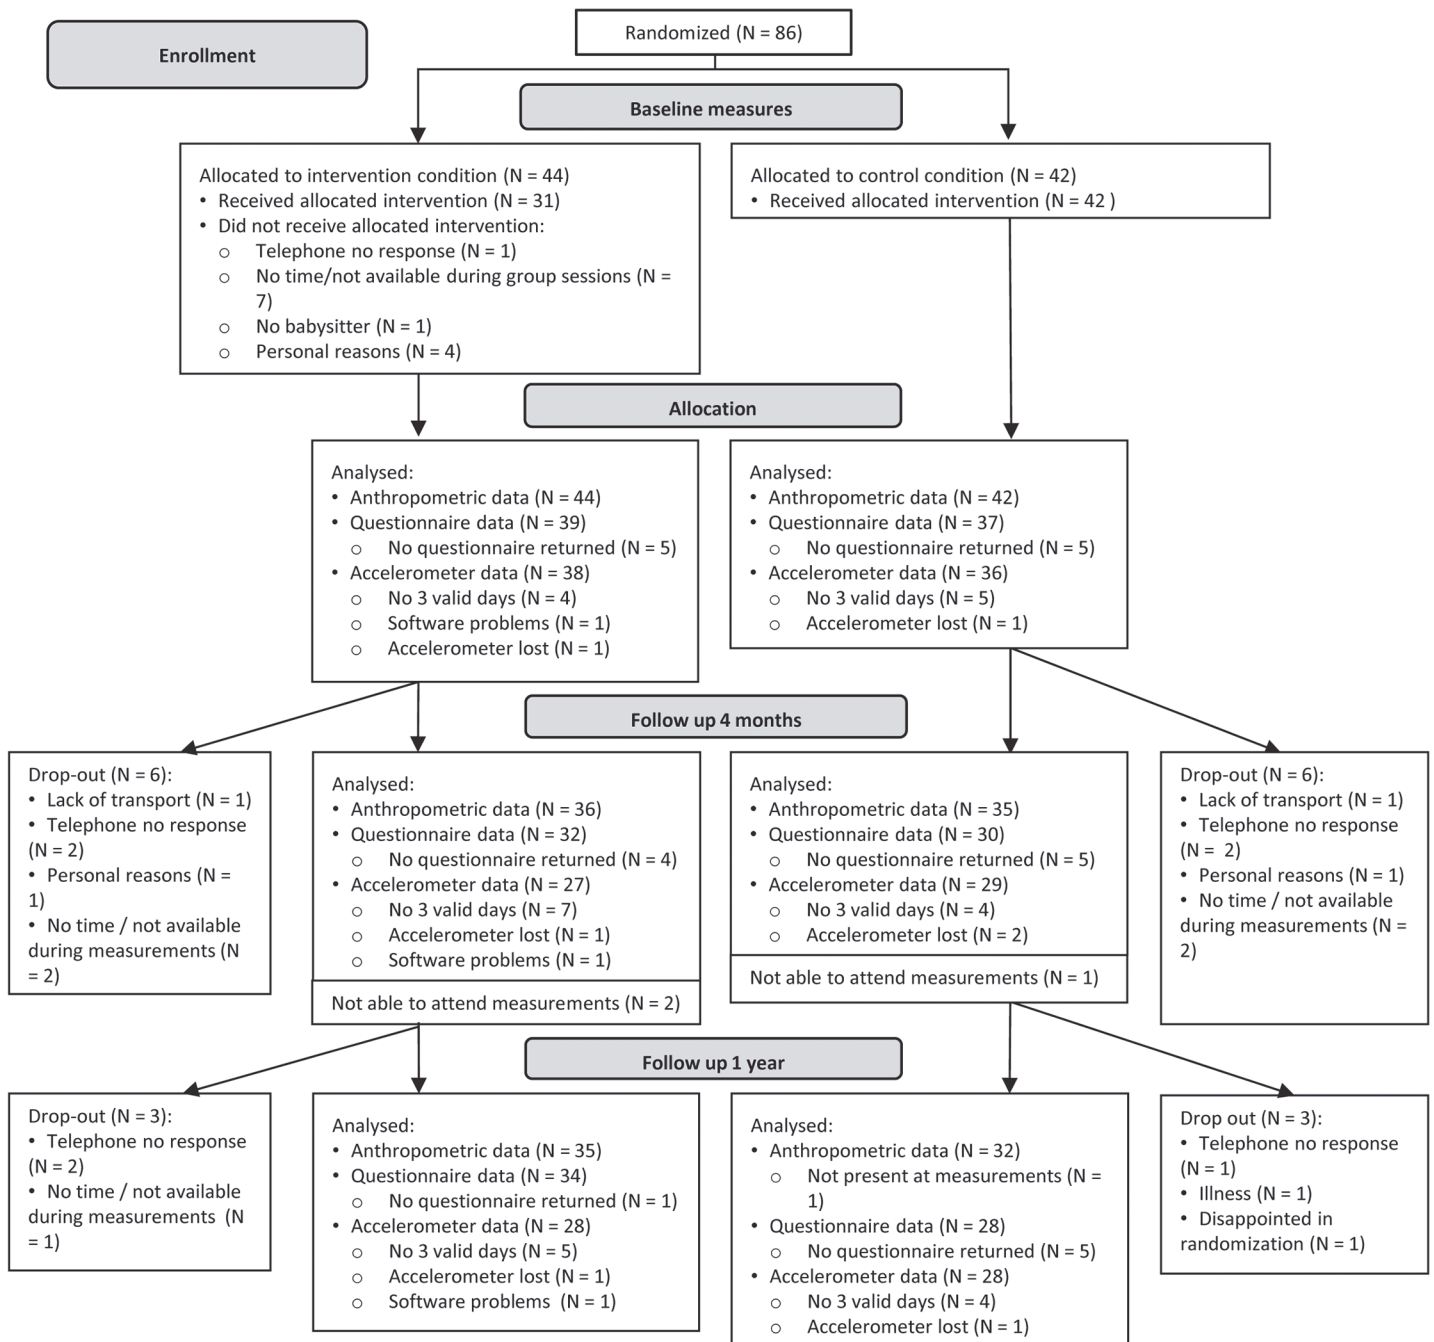 Randomized (N = 86)
Enrollment
Baseline measures
Allocated to intervention condition (N = 44)
• Received allocated intervention (N = 31)
• Did not receive allocated intervention:
o Telephone no response (N = 1)
o No time/not available during group sessions (N =
7)
o No babysitter (N = 1)
o Personal reasons (N = 4)
Allocated to control condition (N = 42)
• Received allocated intervention (N = 42 )
Allocation
Analysed:
• Anthropometric data (N = 44)
• Questionnaire data (N = 39)
o No questionnaire returned (N = 5)
• Accelerometer data (N = 38)
o No 3 valid days (N = 4)
o Software problems (N = 1)
o Accelerometer lost (N = 1)
Analysed:
• Anthropometric data (N = 42)
• Questionnaire data (N = 37)
o No questionnaire returned (N = 5)
• Accelerometer data (N = 36)
o No 3 valid days (N = 5)
o Accelerometer lost (N = 1)
Follow up 4 months
Drop-out (N = 6):
• Lack of transport (N = 1)
• Telephone no response
(N = 2)
• Personal reasons (N =
1)
• No time / not available
during measurements (N
= 2)
Analysed:
• Anthropometric data (N = 36)
• Questionnaire data (N = 32)
o No questionnaire returned (N = 4)
• Accelerometer data (N = 27)
o No 3 valid days (N = 7)
o Accelerometer lost (N = 1)
o Software problems (N = 1)
Not able to attend measurements (N = 2)
Analysed:
• Anthropometric data (N = 35)
• Questionnaire data (N = 30)
o No questionnaire returned (N = 5)
• Accelerometer data (N = 29)
o No 3 valid days (N = 4)
o Accelerometer lost (N = 2)
Not able to attend measurements (N = 1)
Drop-out (N = 6):
• Lack of transport (N = 1)
• Telephone no response
(N = 2)
• Personal reasons (N = 1)
• No time / not available
during measurements (N =
2)
Follow up 1 year
Drop-out (N = 3):
• Telephone no response
(N = 2)
• No time / not available
during measurements (N
= 1)
Analysed:
• Anthropometric data (N = 35)
• Questionnaire data (N = 34)
o No questionnaire returned (N = 1)
• Accelerometer data (N = 28)
o No 3 valid days (N = 5)
o Accelerometer lost (N = 1)
o Software problems (N = 1)
Analysed:
• Anthropometric data (N = 32)
o Not present at measurements (N =
1)
• Questionnaire data (N = 28)
o No questionnaire returned (N = 5)
• Accelerometer data (N = 28)
o No 3 valid days (N = 4)
o Accelerometer lost (N = 1)
Drop out (N = 3):
• Telephone no response
(N = 1)
• Illness (N = 1)
• Disappointed in
randomization (N = 1)